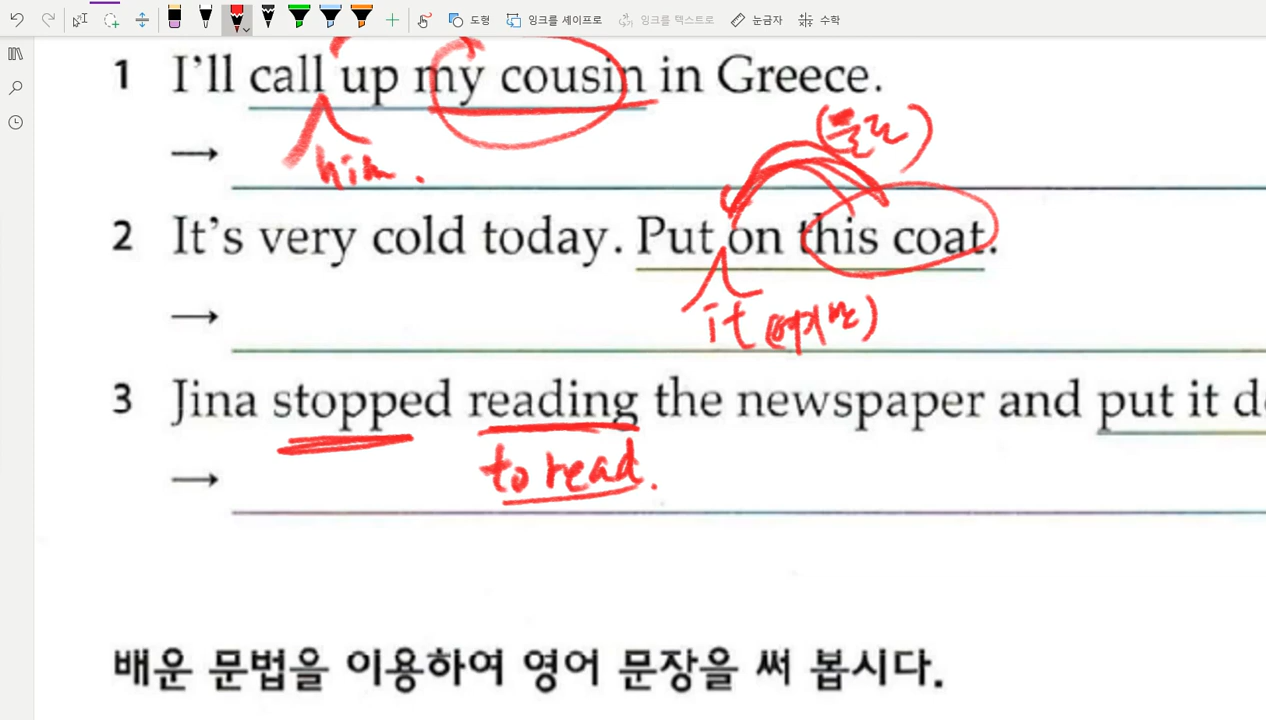 도형 잉크를 셰이프로 잉크를 텍스트로 눈금자 수학
1 I'll call up my cousin in Greece.
→ him.
2 It's very cold today. Put on this coat.
→ it
3 Jina stopped reading the newspaper and put it d
→ to read.
배운 문법을 이용하여 영어 문장을 써 봅시다.